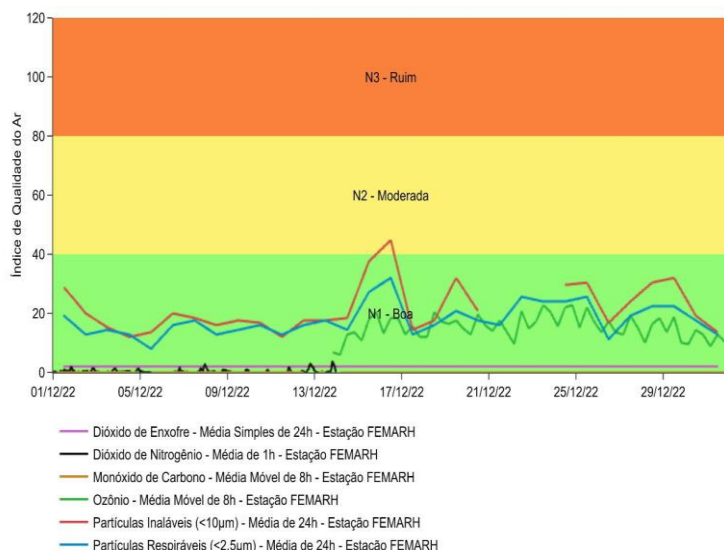 120
N3 - Ruim
100
80
N2 - Moderada
60
40
N1 - Boa
20
0
Índice de Qualidade do Ar
01/12/22 05/12/22 09/12/22 13/12/22 17/12/22 21/12/22 25/12/22 29/12/22
Dióxido de Enxofre - Média Simples de 24h - Estação FEMARH
Dióxido de Nitrogênio - Média de 1h - Estação FEMARH
Monóxido de Carbono - Média Móvel de 8h - Estação FEMARH
Ozônio - Média Móvel de 8h - Estação FEMARH
Partículas Inaláveis (<10µm) - Média de 24h - Estação FEMARH
Partículas Respiráveis (<2.5µm) - Média de 24h - Estação FEMARH